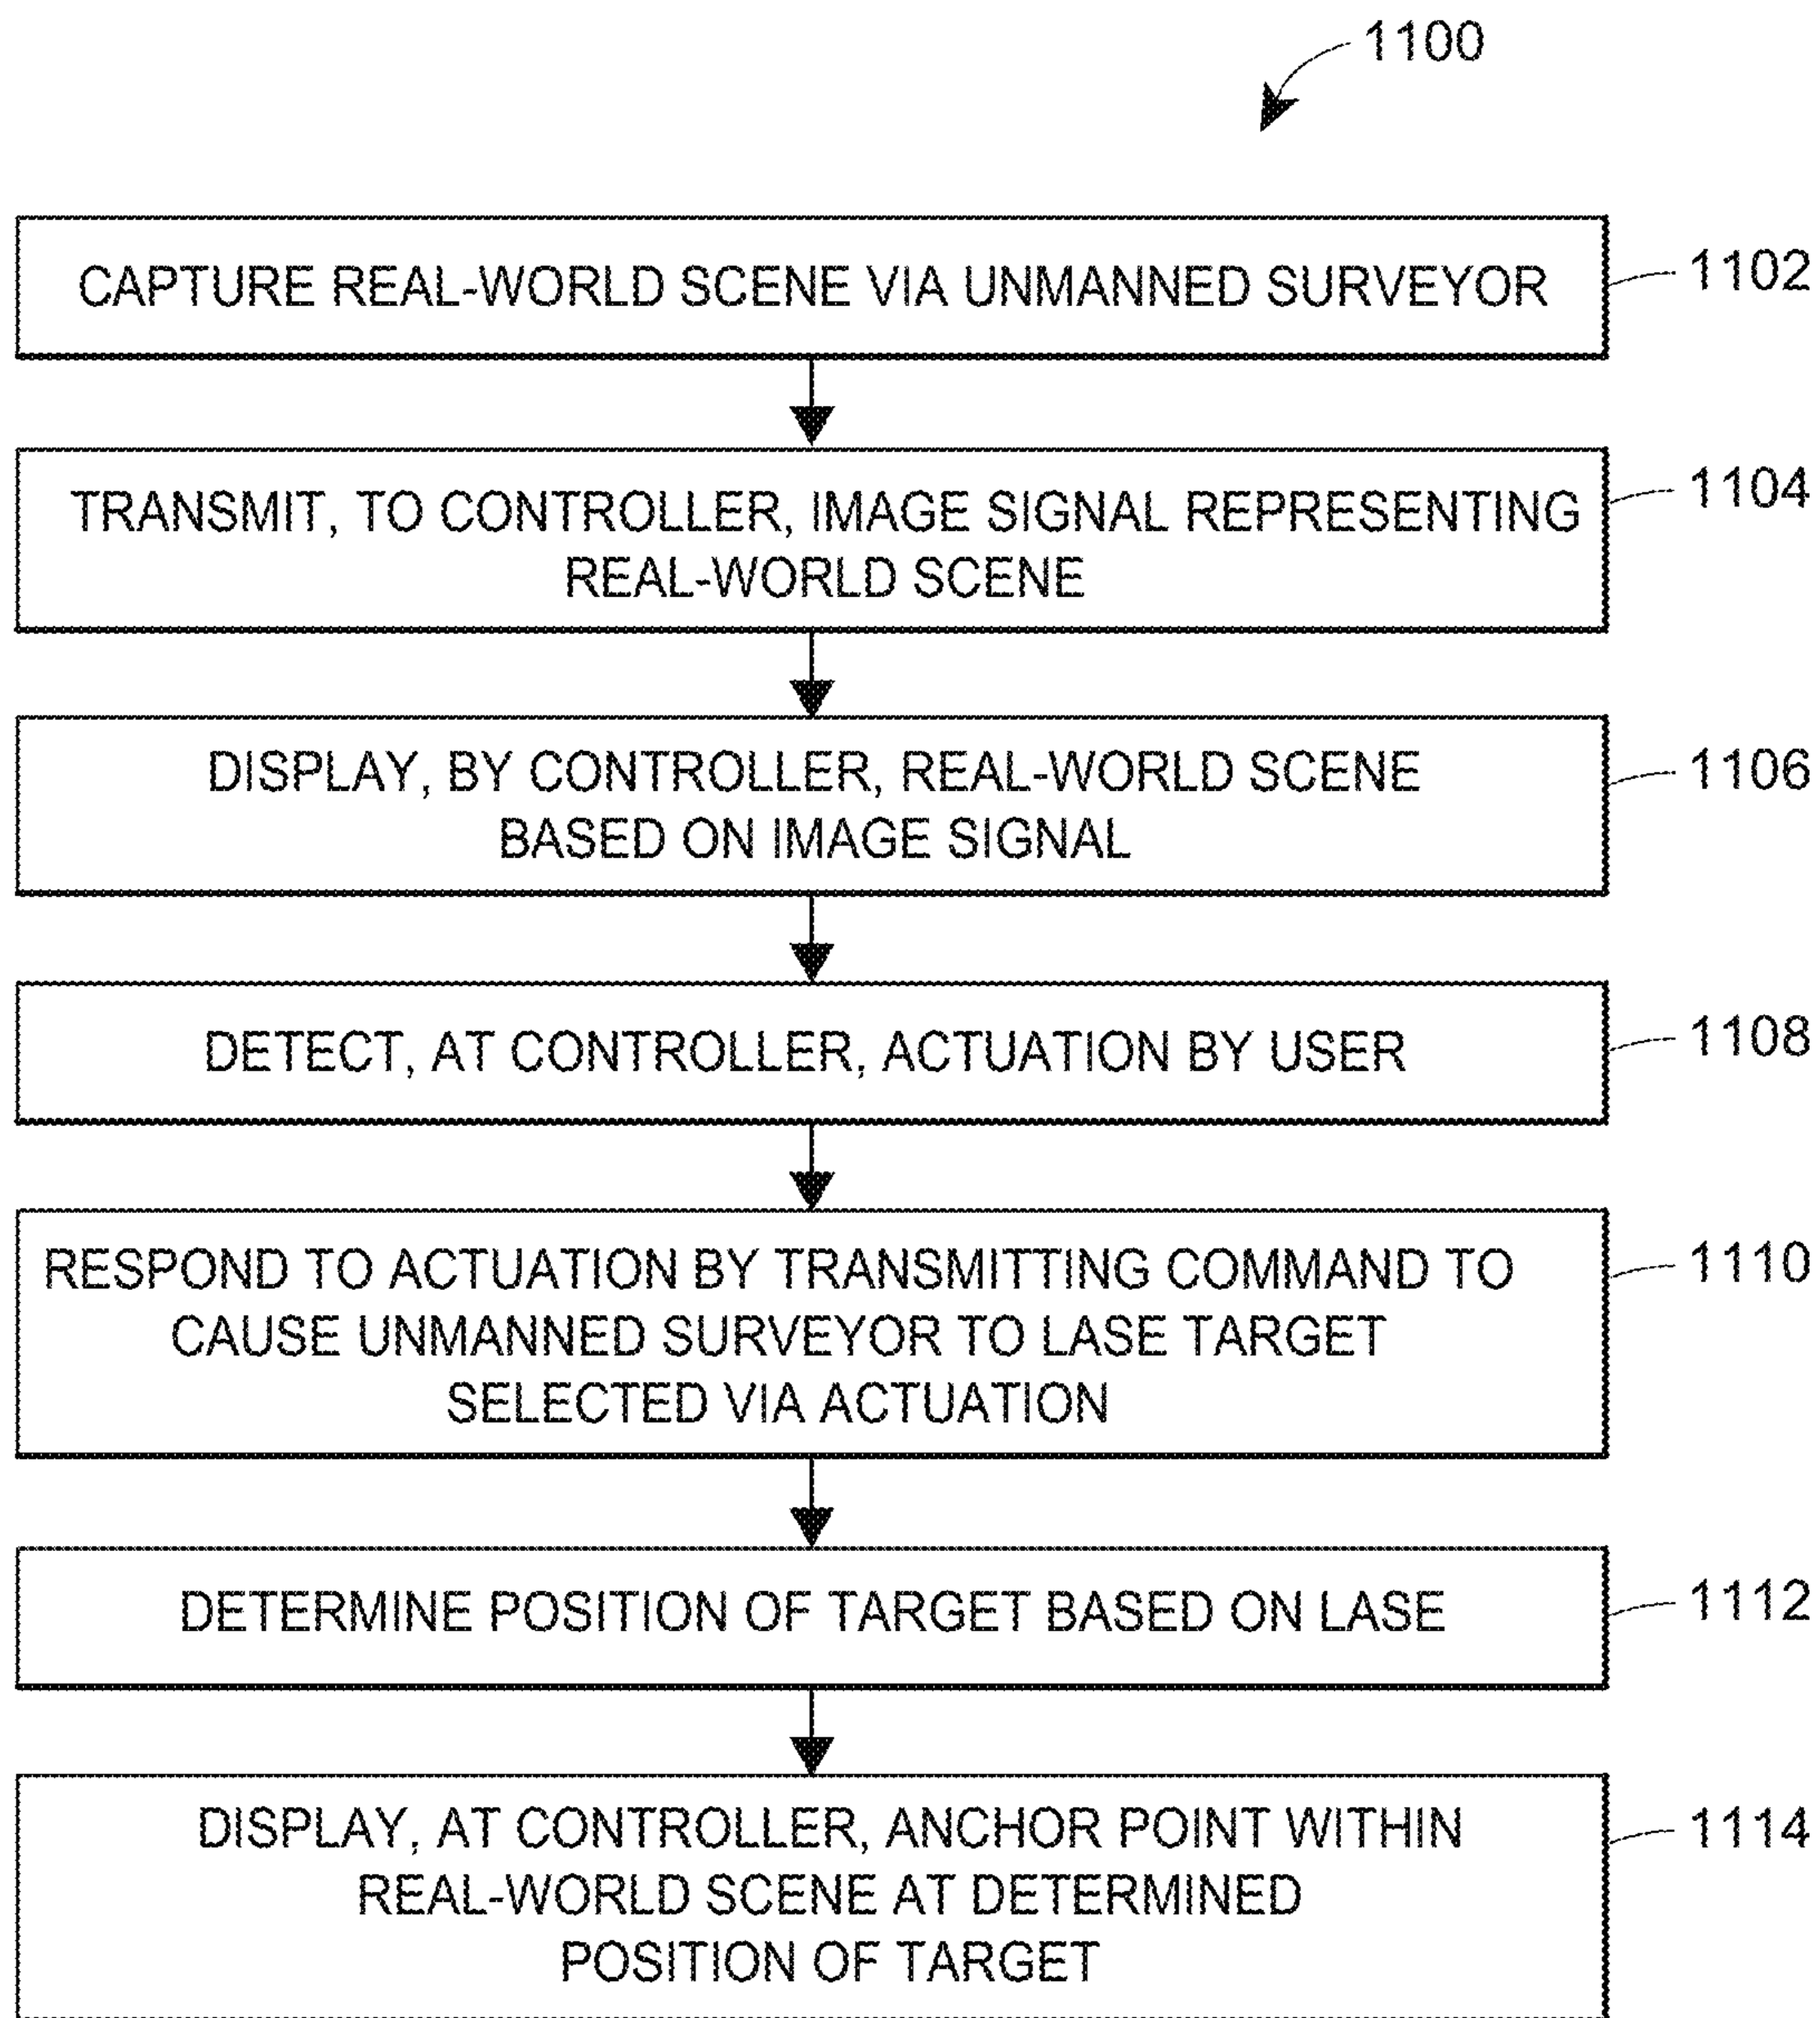 1100
CAPTURE REAL-WORLD SCENE VIA UNMANNED SURVEYOR
1102
TRANSMIT, TO CONTROLLER, IMAGE SIGNAL REPRESENTING
REAL-WORLD SCENE
1104
DISPLAY, BY CONTROLLER, REAL-WORLD SCENE
BASED ON IMAGE SIGNAL
1106
DETECT, AT CONTROLLER, ACTUATION BY USER
1108
RESPOND TO ACTUATION BY TRANSMITTING COMMAND TO
CAUSE UNMANNED SURVEYOR TO LASE TARGET
SELECTED VIA ACTUATION
1110
DETERMINE POSITION OF TARGET BASED ON LASE
1112
DISPLAY, AT CONTROLLER, ANCHOR POINT WITHIN
REAL-WORLD SCENE AT DETERMINED
POSITION OF TARGET
1114